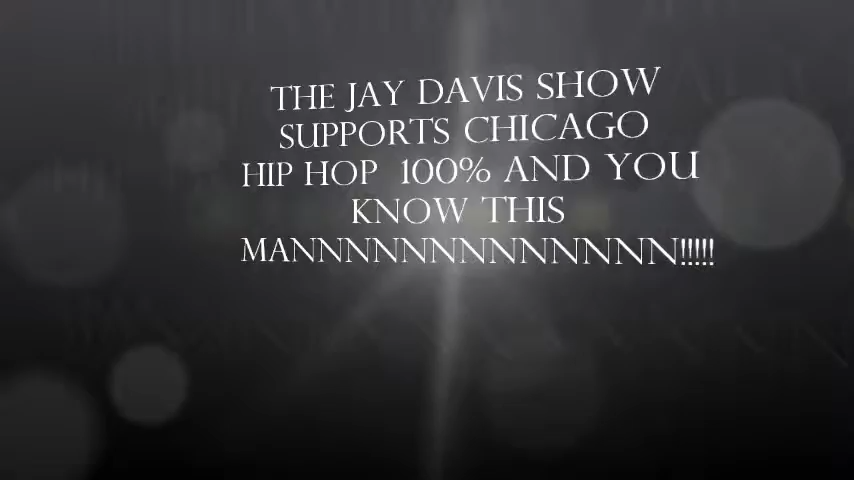 THE JAY DAVIS SHOW
SUPPORTS CHICAGO
HIP HOP 100% AND YOU
KNOW THIS
MANNNNNNNNNNNNNN!!!!!